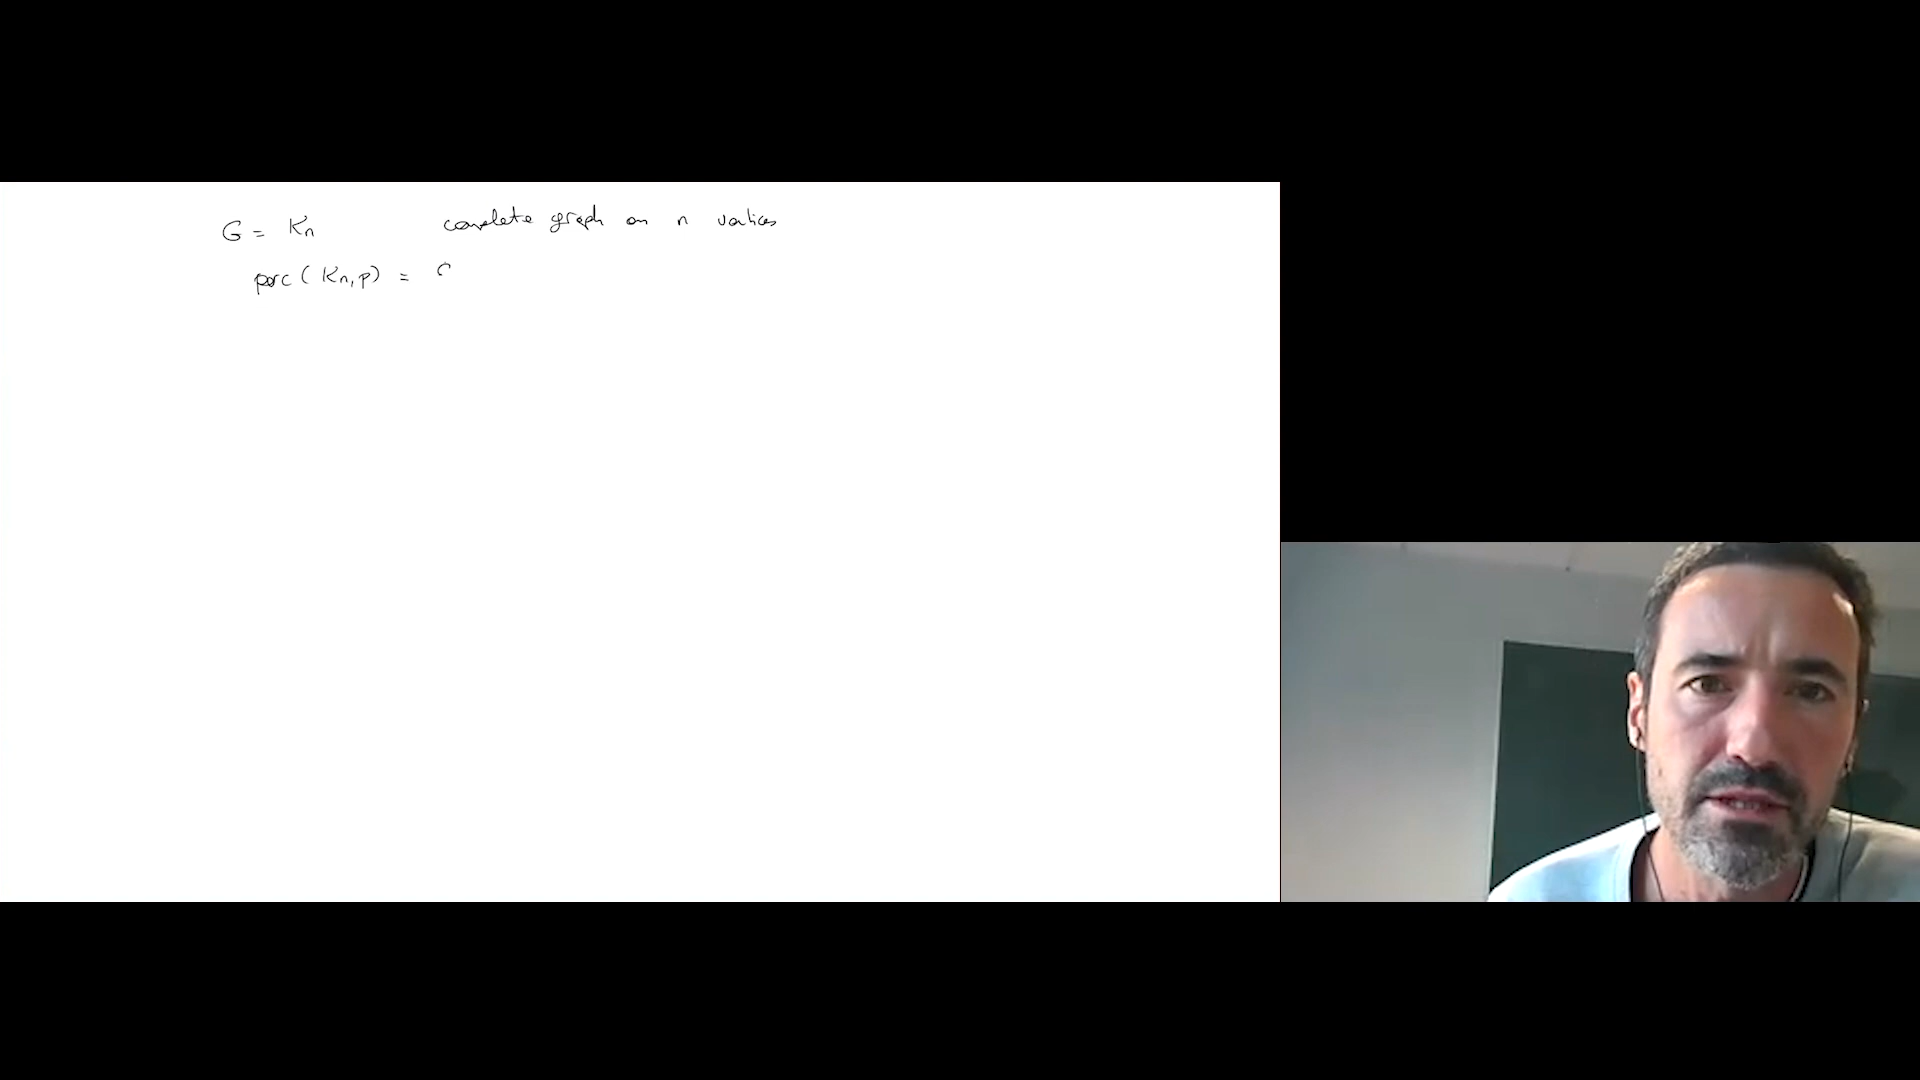 G = Kn complete graph on n vertices
perc(Kn,p) = G